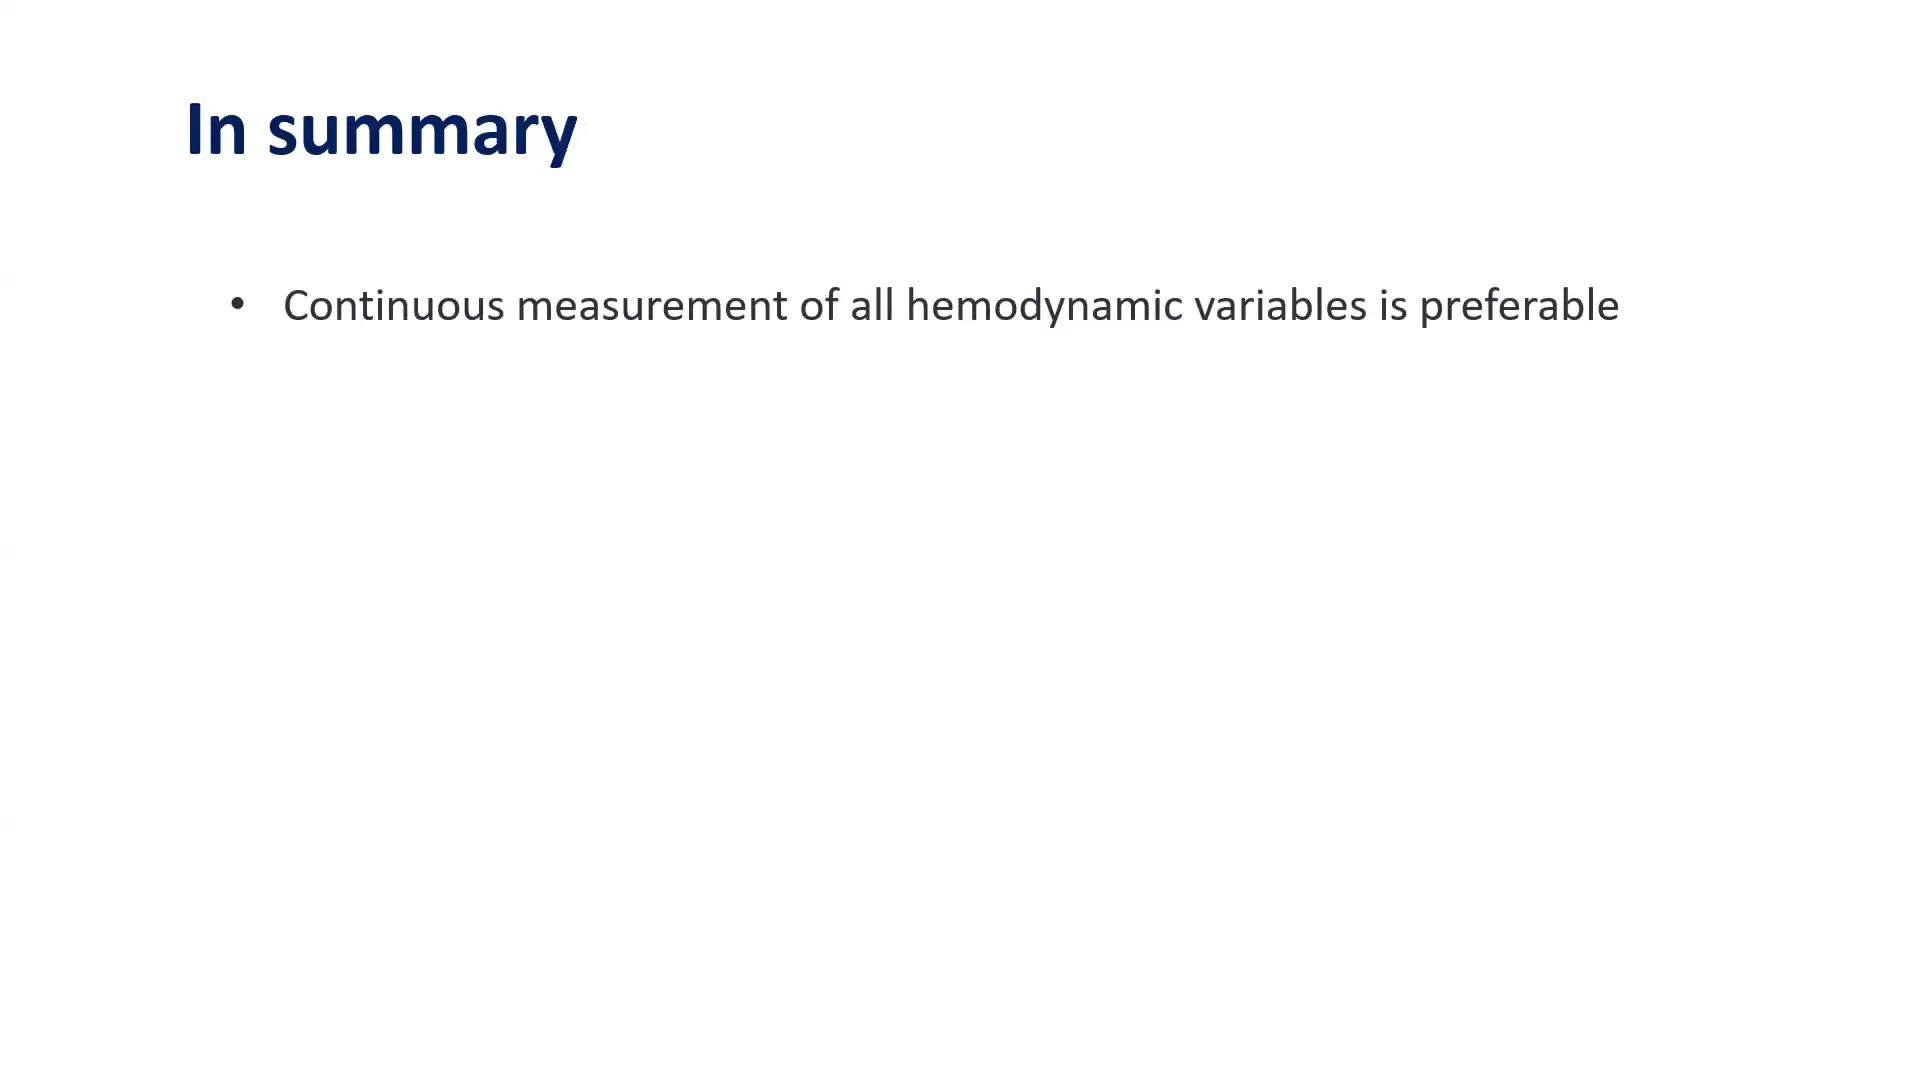 In summary
• Continuous measurement of all hemodynamic variables is preferable